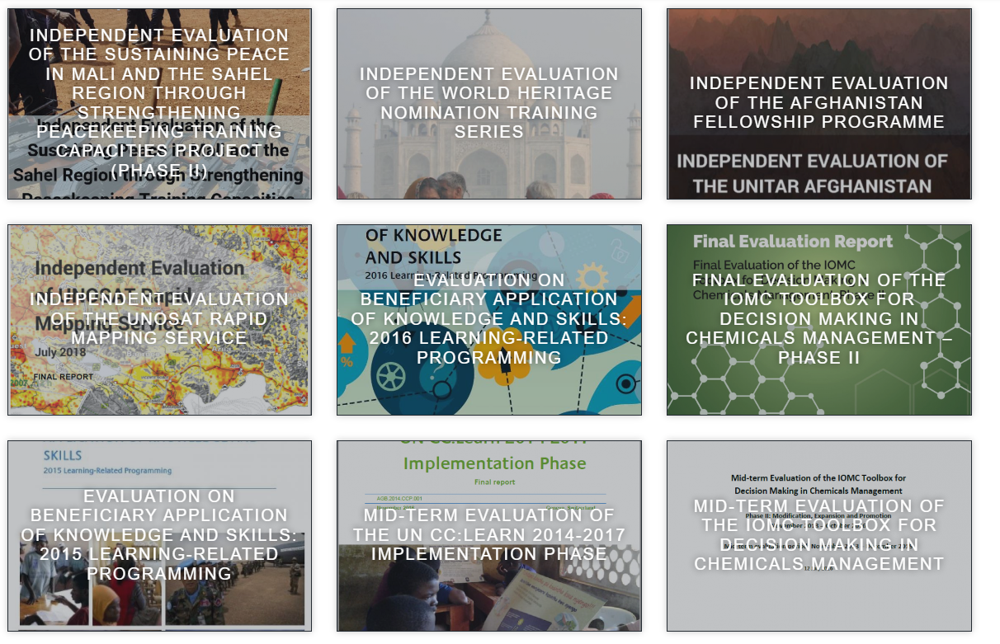 INDEPENDENT EVALUATION
OF THE SUSTAINING PEACE
IN MALI AND THE SAHEL
REGION THROUGH
STRENGTHENING
PEACEKEEPING TRAINING
CAPACITIES PROJECT
(PHASE II)
Independent Evaluation of the
Sustaining Peace in Mali and the
Sahel Region through Strengthening
Peacekeeping Training Capacities
INDEPENDENT EVALUATION
OF THE WORLD HERITAGE
NOMINATION TRAINING
SERIES
INDEPENDENT EVALUATION
OF THE AFGHANISTAN
FELLOWSHIP PROGRAMME
INDEPENDENT EVALUATION OF
THE UNITAR AFGHANISTAN
Independent Evaluation
Mapping Service
July 2018
FINAL REPORT
INDEPENDENT EVALUATION
OF THE UNOSAT RAPID
MAPPING SERVICE
OF KNOWLEDGE
AND SKILLS
2016 Learning-Related Programming
EVALUATION ON
BENEFICIARY APPLICATION
OF KNOWLEDGE AND SKILLS:
2016 LEARNING-RELATED
PROGRAMMING
%
Final Evaluation Report
Final Evaluation of the IOMC
Chemicals Management Phase
FINAL EVALUATION OF THE
IOMC TOOLBOX FOR
DECISION MAKING IN
CHEMICALS MANAGEMENT –
PHASE II
SKILLS
2015 Learning-Related Programming
EVALUATION ON
BENEFICIARY APPLICATION
OF KNOWLEDGE AND SKILLS:
2015 LEARNING-RELATED
PROGRAMMING
UN CC:Learn 2014-2017
Implementation Phase
Final report
AGB.2014.CCP.001
MID-TERM EVALUATION OF
THE UN CC:LEARN 2014-2017
IMPLEMENTATION PHASE
Mid-term Evaluation of the IOMC Toolbox for
Decision Making in Chemicals Management
Phase II: Modification, Expansion and Promotion
MID-TERM EVALUATION OF
THE IOMC TOOLBOX FOR
DECISION MAKING IN
CHEMICALS MANAGEMENT